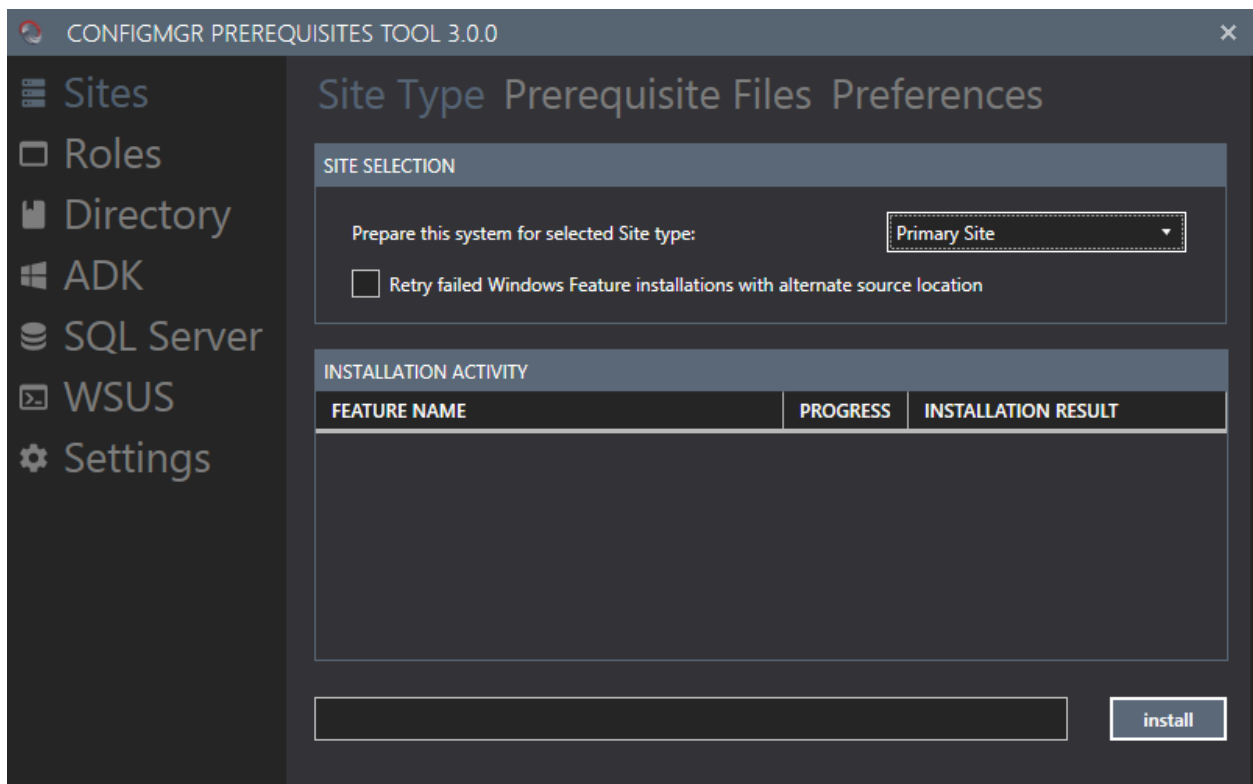 CONFIGMGR PREREQUISITES TOOL 3.0.0
Sites
Roles
Directory
ADK
SQL Server
WSUS
Settings
Site Type Prerequisite Files Preferences
SITE SELECTION
Prepare this system for selected Site type: Primary Site
Retry failed Windows Feature installations with alternate source location
INSTALLATION ACTIVITY
FEATURE NAME PROGRESS INSTALLATION RESULT
install